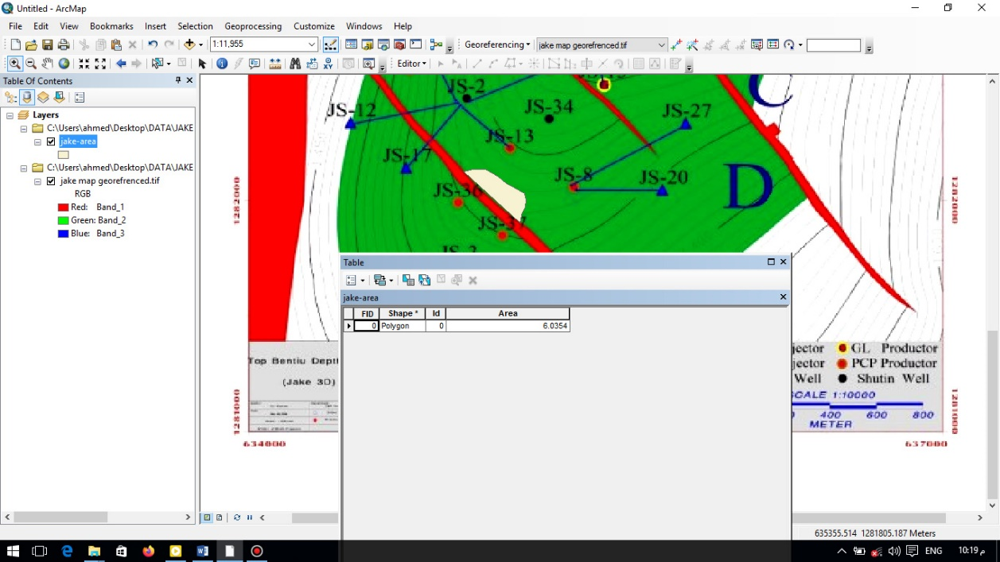 Untitled - ArcMap
File Edit View Bookmarks Insert Selection Geoprocessing Customize Windows Help
1:11,955
Georeferencing
jake map georefrenced.tif
Editor
Table Of Contents
Layers
C:\Users\ahmed\Desktop\DATA\JAKE
jake-area
C:\Users\ahmed\Desktop\DATA\JAKE
jake map georefrenced.tif
RGB
Red: Band_1
Green: Band_2
Blue: Band_3
C
JS-2
JS-12
JS-34
JS-27
JS-13
JS-17
JS-8
JS-20
D
JS-36
JS-37
JS-3
1282000
1282000
Table
jake-area
FID Shape * Id Area
0 Polygon 0 6.0354
Top Bentiu Dept
(Jake 3D)
jector GL Productor
jector PCP Productor
Well Shutin Well
SCALE 1:10000
400 600 800
METER
1281000
1281000
634000
637000
635355.514 1281805.187 Meters
ENG
10:19 م